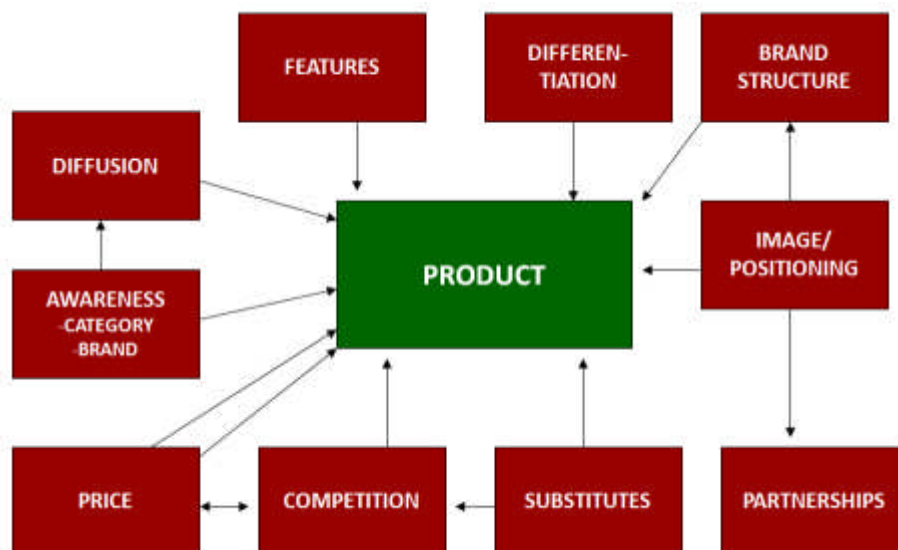 FEATURES
DIFFEREN-
TIATION
BRAND
STRUCTURE
DIFFUSION
PRODUCT
IMAGE/
POSITIONING
AWARENESS
-CATEGORY
-BRAND
PRICE
COMPETITION
SUBSTITUTES
PARTNERSHIPS